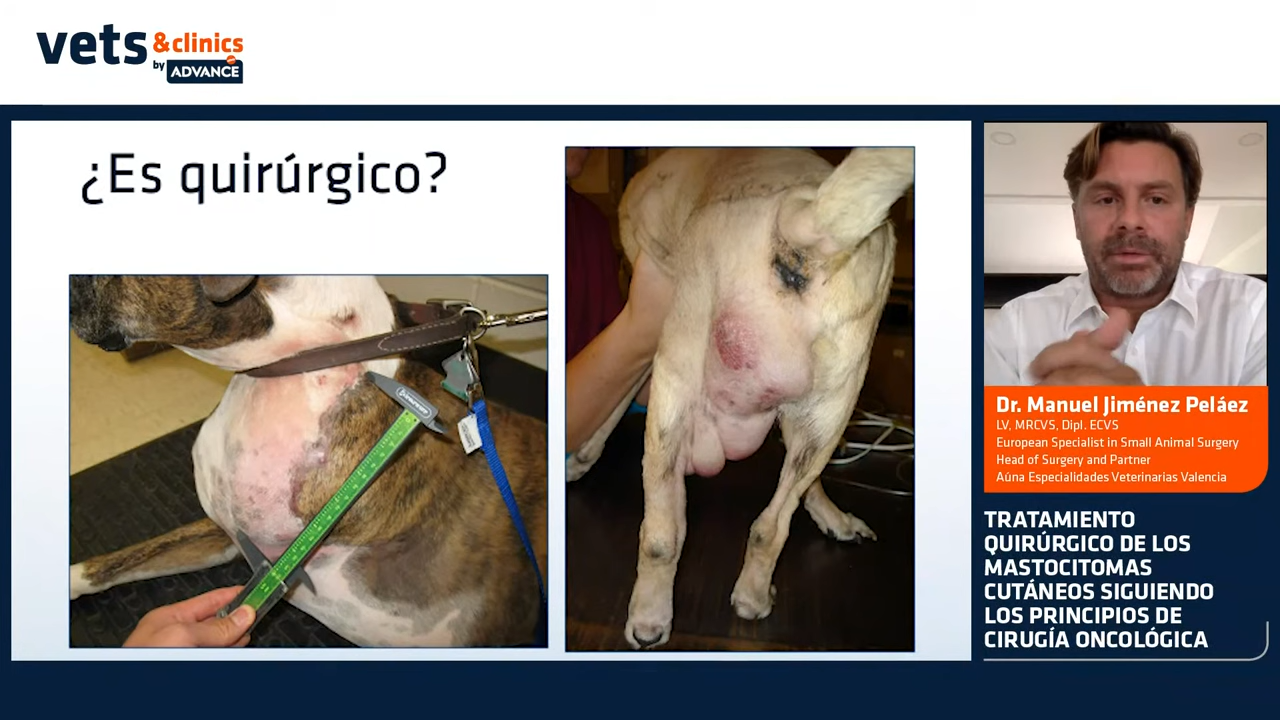 vets &clinics
by ADVANCE
¿Es quirúrgico?
Dr. Manuel Jiménez Peláez
LV, MRCVS, Dipl. ECVS
European Specialist in Small Animal Surgery
Head of Surgery and Partner
Aúna Especialidades Veterinarias Valencia
TRATAMIENTO
QUIRÚRGICO DE LOS
MASTOCITOMAS
CUTÁNEOS SIGUIENDO
LOS PRINCIPIOS DE
CIRUGÍA ONCOLÓGICA